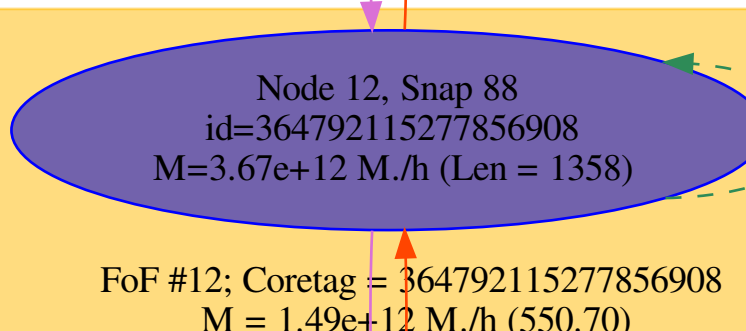 Node 12, Snap 88
id=364792115277856908
M=3.67e+12 M./h (Len = 1358)
FoF #12; Coretag = 364792115277856908
M = 1.49e+12 M./h (550.70)